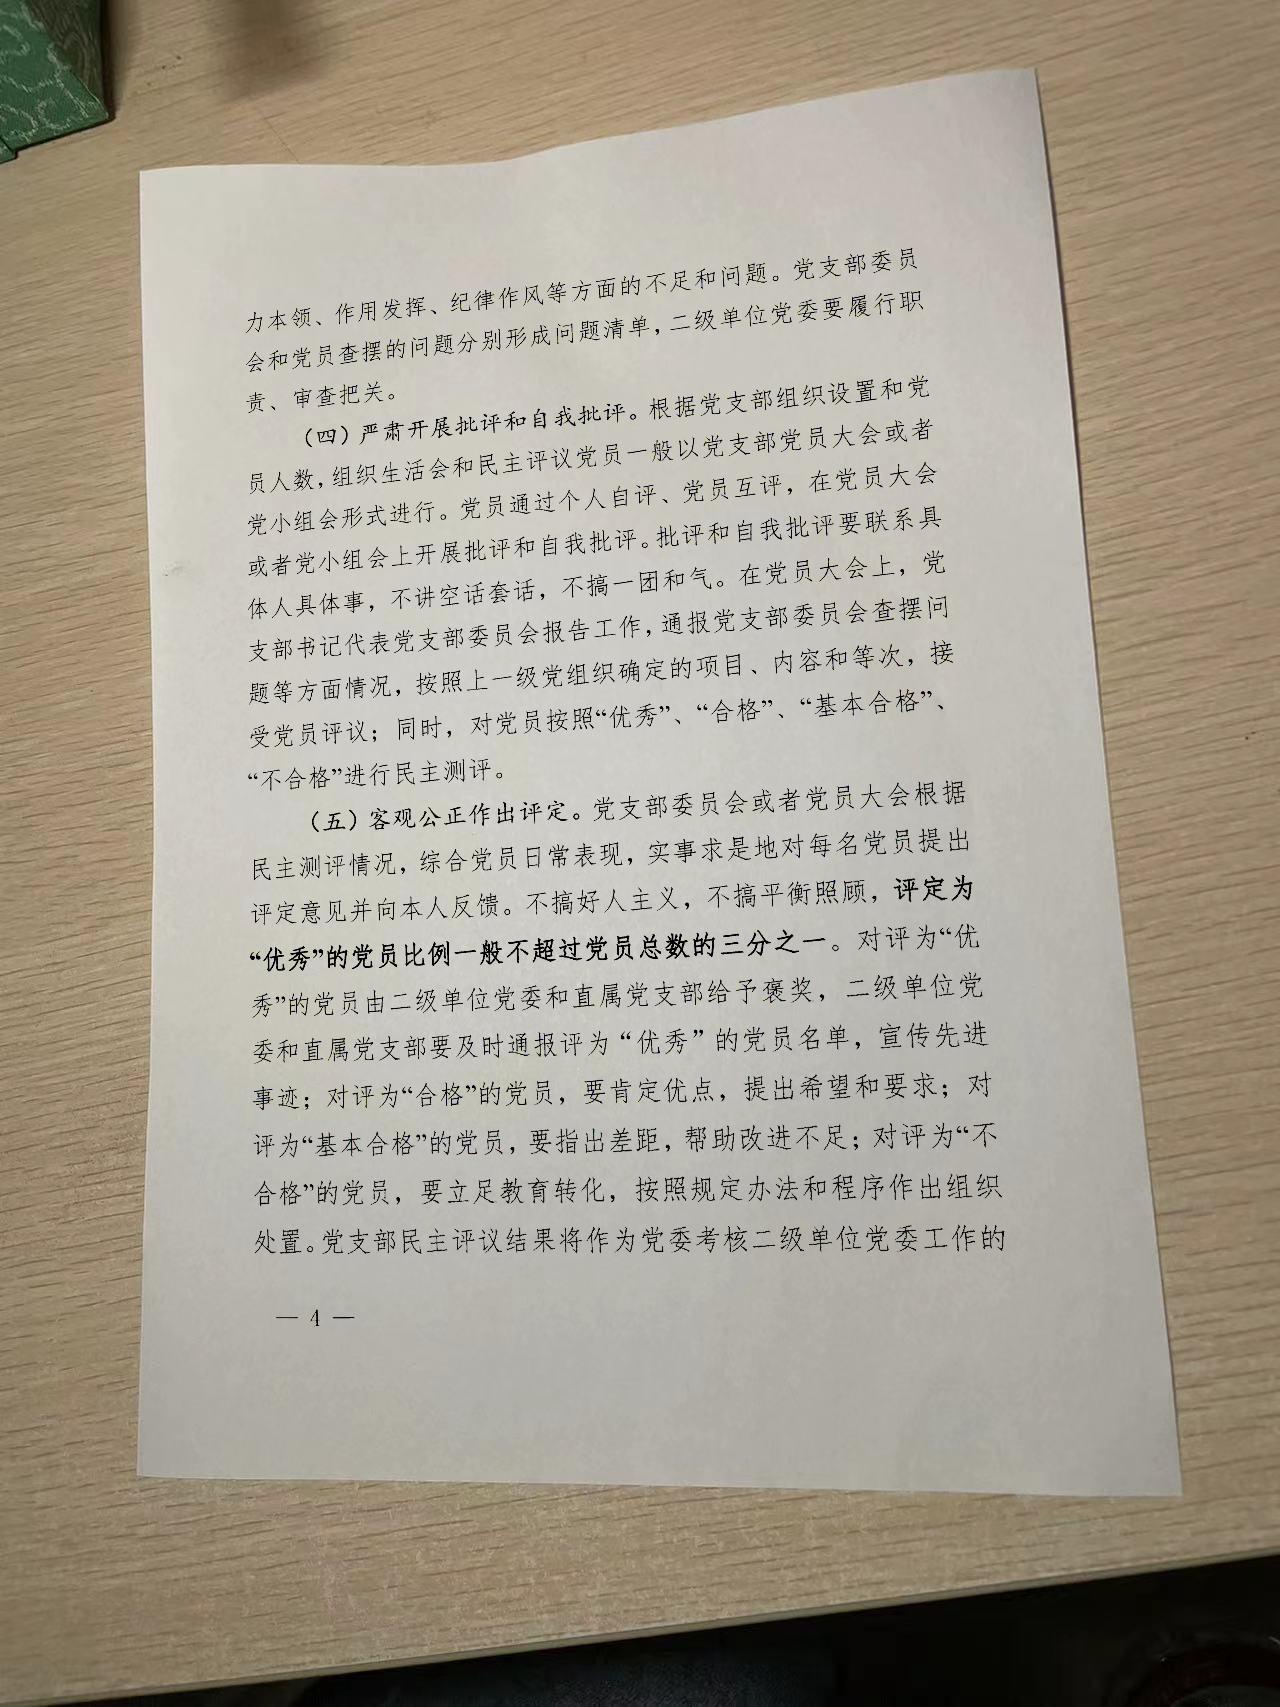 力本领、作用发挥、纪律作风等方面的不足和问题。党支部委员
会和党员查摆的问题分别形成问题清单，二级单位党委要履行职
责、审查把关。
（四）严肃开展批评和自我批评。根据党支部组织设置和党
员人数，组织生活会和民主评议党员一般以党支部党员大会或者
党小组会形式进行。党员通过个人自评、党员互评，在党员大会
或者党小组会上开展批评和自我批评。批评和自我批评要联系具
体人具体事，不讲空话套话，不搞一团和气。在党员大会上，党
支部书记代表党支部委员会报告工作，通报党支部委员会查摆问
题等方面情况，按照上一级党组织确定的项目、内容和等次，接
受党员评议；同时，对党员按照“优秀”、“合格”、“基本合格”、
“不合格”进行民主测评。
（五）客观公正作出评定。党支部委员会或者党员大会根据
民主测评情况，综合党员日常表现，实事求是地对每名党员提出
评定意见并向本人反馈。不搞好人主义，不搞平衡照顾，评定为
“优秀”的党员比例一般不超过党员总数的三分之一。对评为“优
秀”的党员由二级单位党委和直属党支部给予褒奖，二级单位党
委和直属党支部要及时通报评为“优秀”的党员名单，宣传先进
事迹；对评为“合格”的党员，要肯定优点，提出希望和要求；对
评为“基本合格”的党员，要指出差距，帮助改进不足；对评为“不
合格”的党员，要立足教育转化，按照规定办法和程序作出组织
处置。党支部民主评议结果将作为党委考核二级单位党委工作的
— 4 —